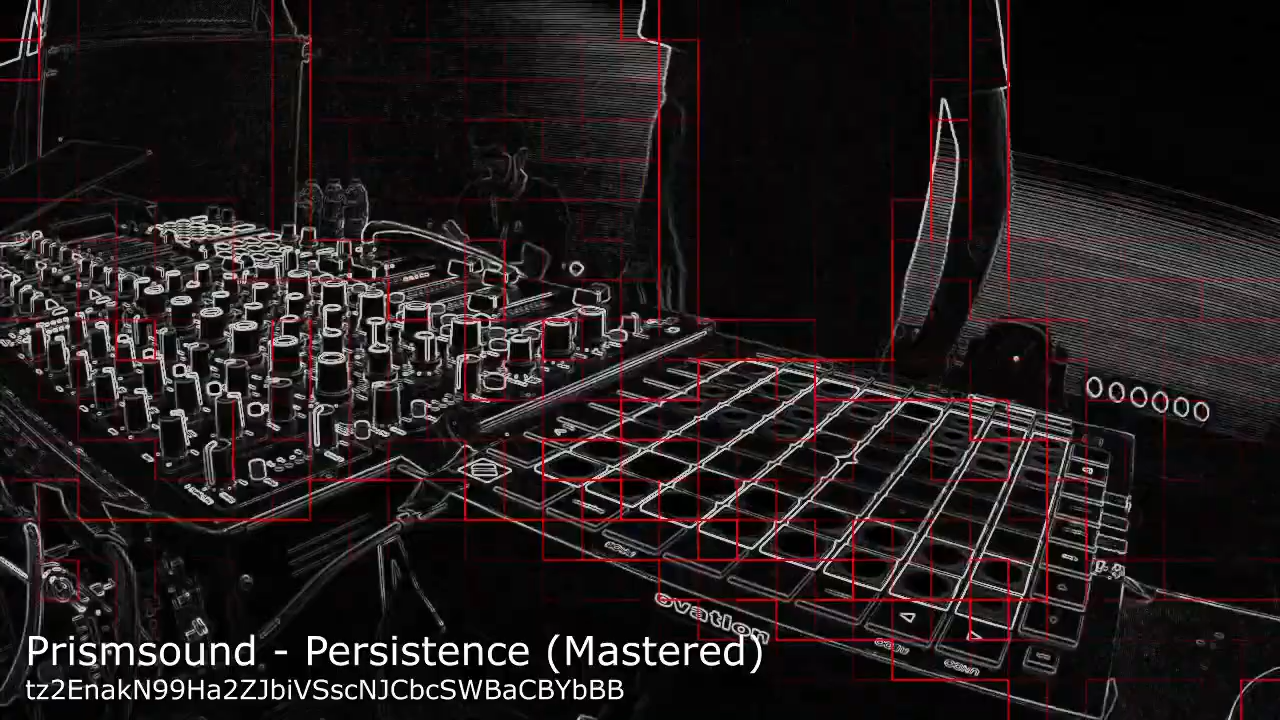 ovation
Prismsound - Persistence (Mastered)
tz2EnakN99Ha2ZJbiVSscNJCbcSWBaCBYbBB